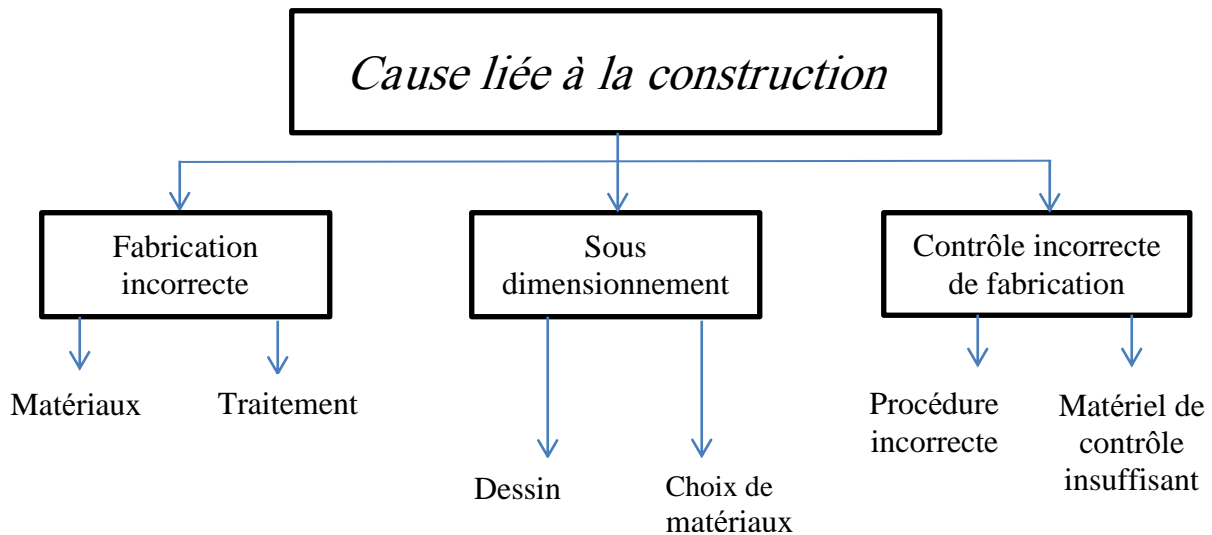 Cause liée à la construction
Fabrication
incorrecte
Sous
dimensionnement
Contrôle incorrecte
de fabrication
Matériaux
Traitement
Dessin
Choix de
matériaux
Procédure
incorrecte
Matériel de
contrôle
insuffisant